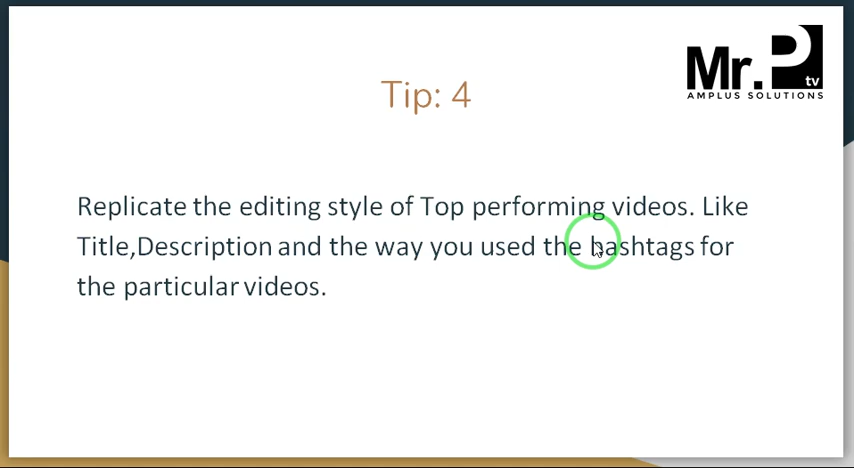 Mr.P
tv
AMPLUS SOLUTIONS
Tip: 4
Replicate the editing style of Top performing videos. Like
Title,Description and the way you used the hashtags for
the particular videos.